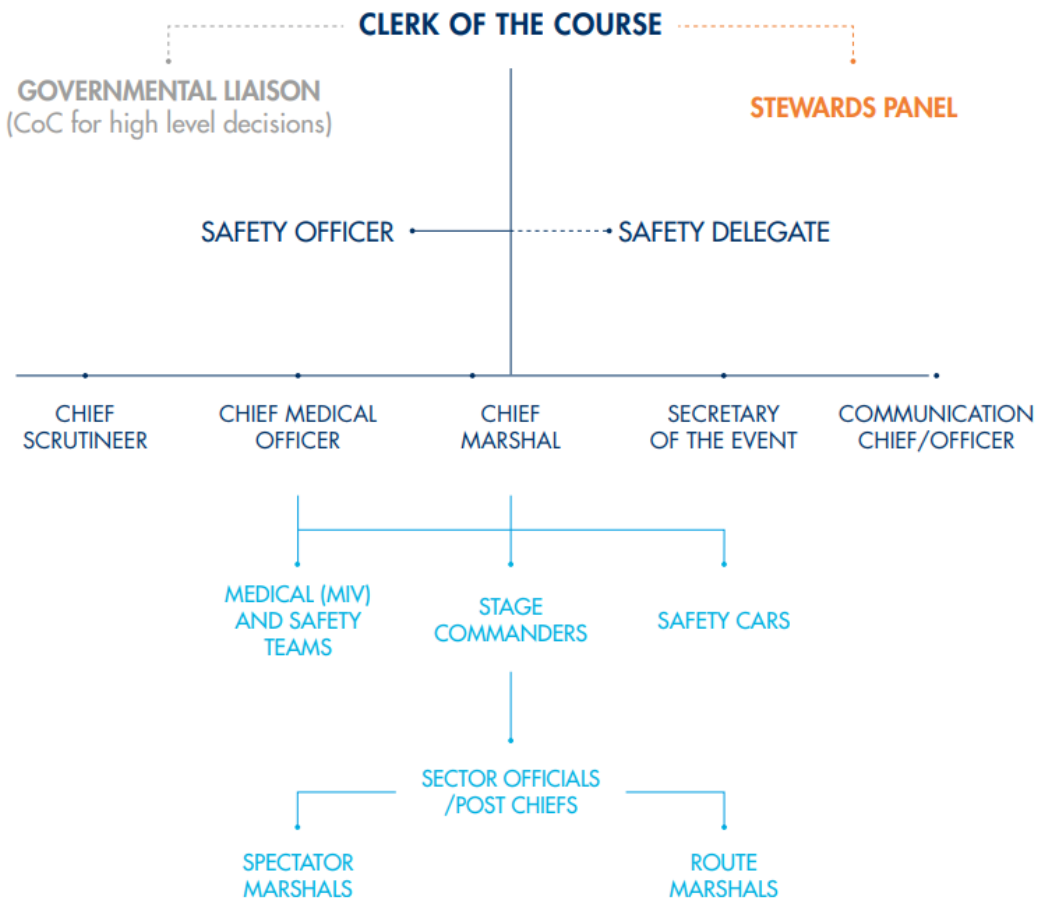 CLERK OF THE COURSE
GOVERNMENTAL LIAISON
(CoC for high level decisions)
STEWARDS PANEL
SAFETY OFFICER
SAFETY DELEGATE
CHIEF
SCRUTINEER
CHIEF MEDICAL
OFFICER
CHIEF
MARSHAL
SECRETARY
OF THE EVENT
COMMUNICATION
CHIEF/OFFICER
MEDICAL (MIV)
AND SAFETY
TEAMS
STAGE
COMMANDERS
SAFETY CARS
SECTOR OFFICIALS
/POST CHIEFS
SPECTATOR
MARSHALS
ROUTE
MARSHALS